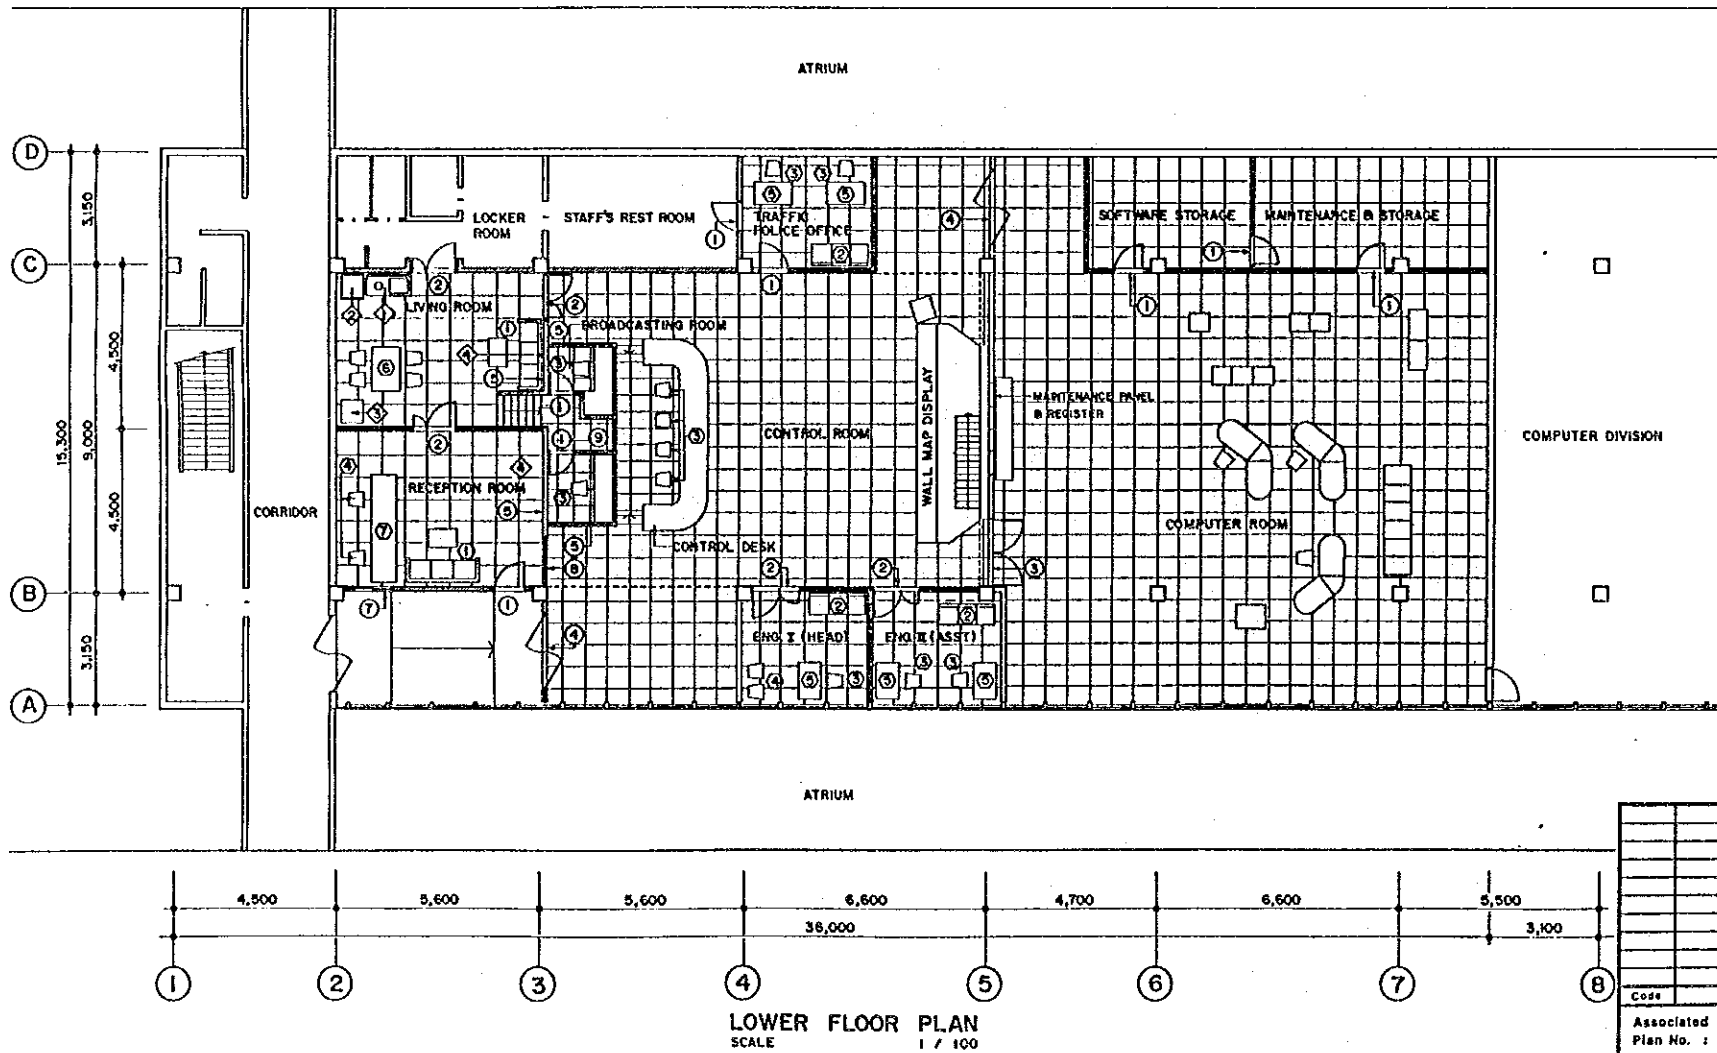 ATRIUM
D
C
B
A
3,150
4,500
4,500
3,150
9,000
15,300
LOCKER
ROOM
STAFF'S REST ROOM
TRAFFIC
POLICE OFFICE
SOFTWARE STORAGE
MAINTENANCE & STORAGE
LIVING ROOM
BROADCASTING ROOM
WALL MAP DISPLAY
MAINTENANCE PANEL
& REGISTER
CONTROL ROOM
COMPUTER DIVISION
RECEPTION ROOM
CORRIDOR
COMPUTER ROOM
CONTROL DESK
ENG. I (HEAD)
ENG. II (ASST)
ATRIUM
4,500
5,600
5,600
6,600
4,700
6,600
5,500
36,000
3,100
1
2
3
4
5
6
7
8
LOWER FLOOR PLAN
SCALE 1 / 100
Code
Associated
Plan No. :